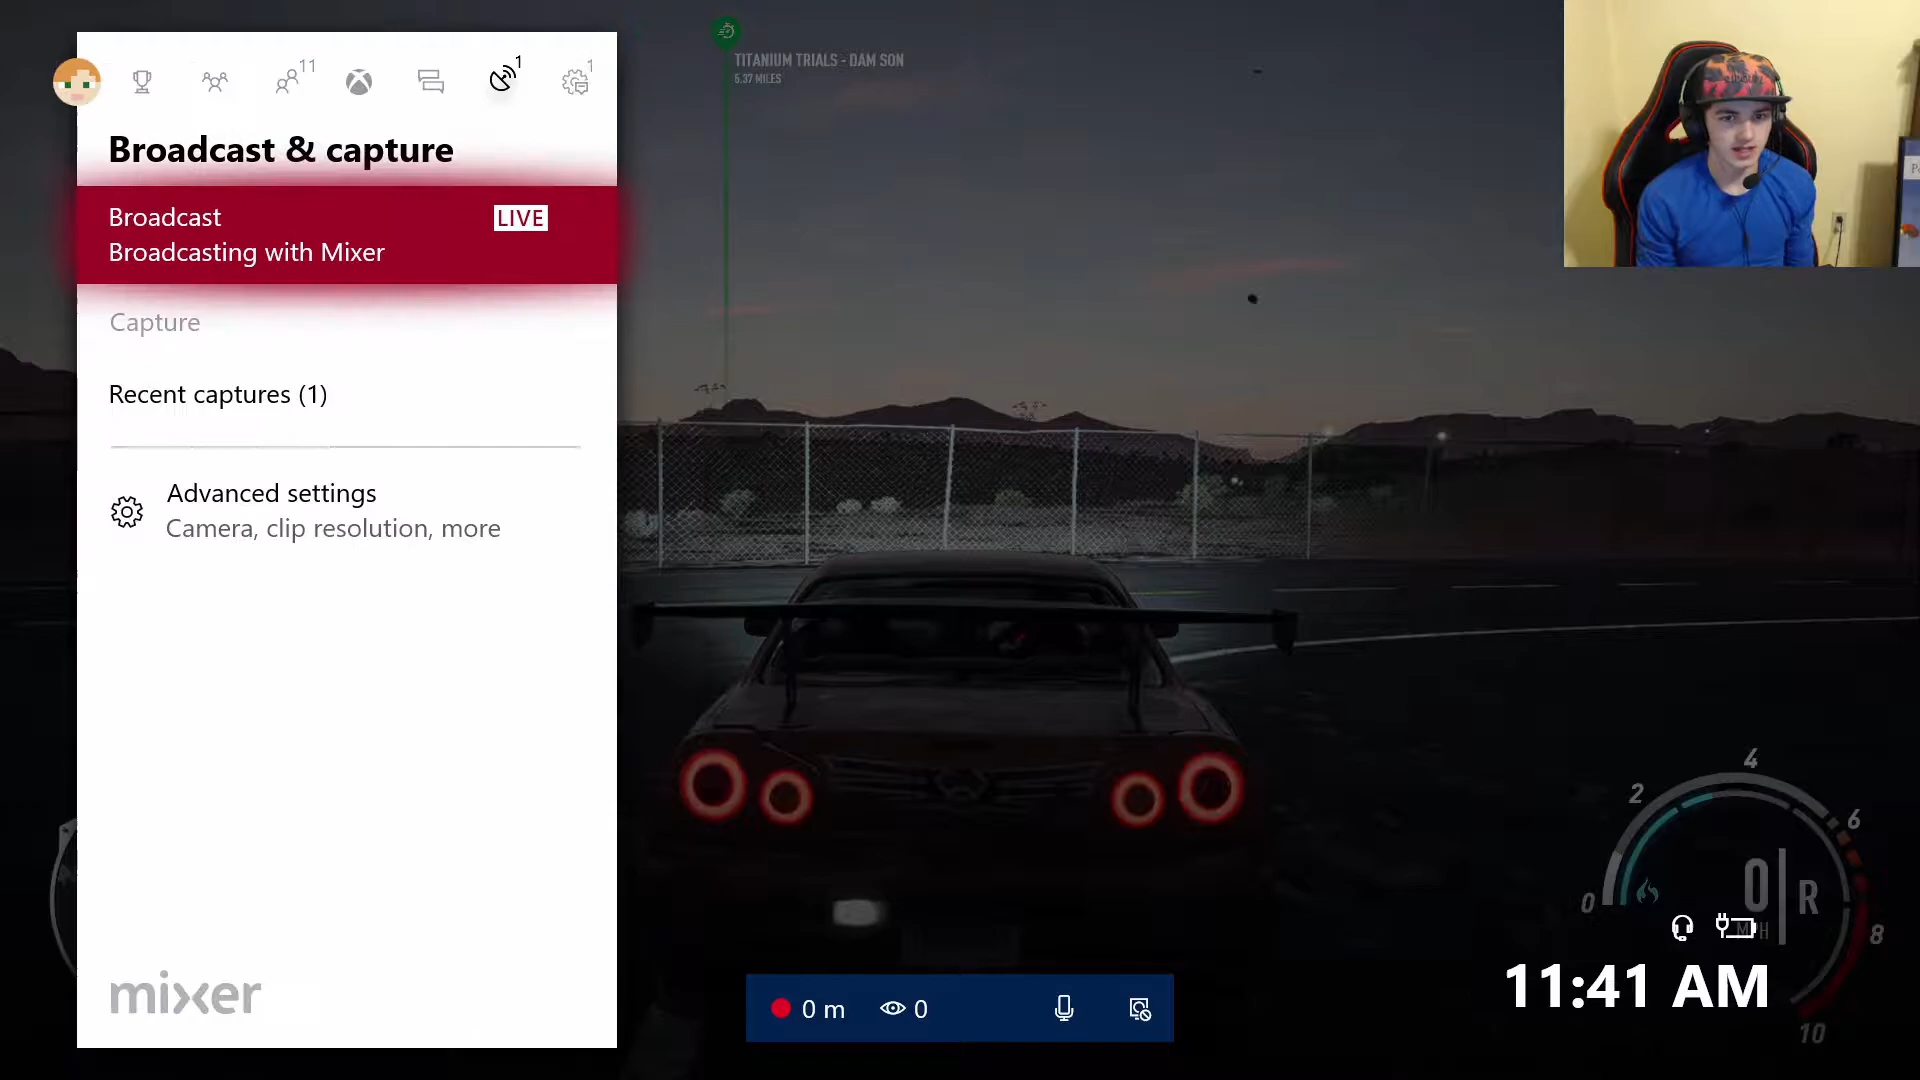 11
1
1
Broadcast & capture
Broadcast
LIVE
Broadcasting with Mixer
Capture
Recent captures (1)
Advanced settings
Camera, clip resolution, more
mixer
TITANIUM TRIALS - DAM SON
5.37 MILES
0 m
0
0
2
4
6
8
10
0
R
MPH
11:41 AM